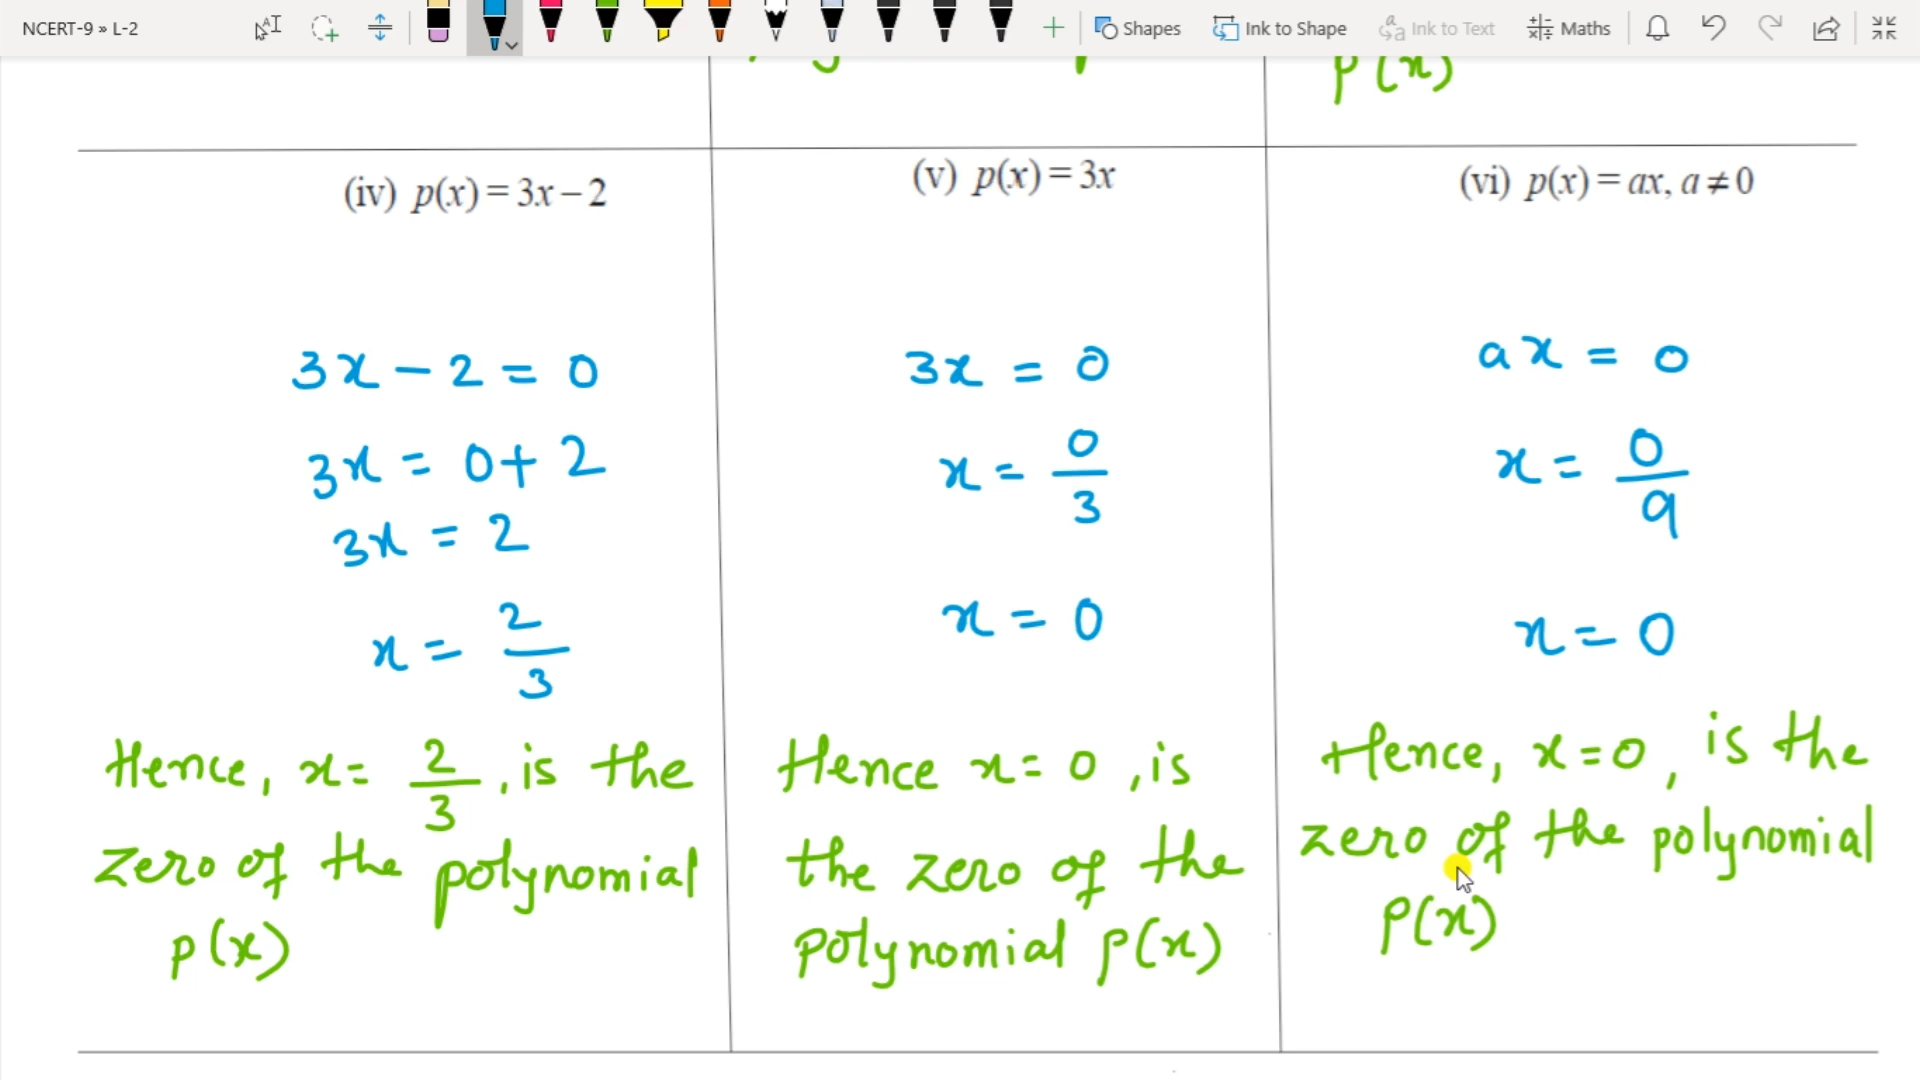 NCERT-9 » L-2
Shapes
Ink to Shape
Ink to Text
Maths
p(x)
(iv) p(x) = 3x – 2
3x - 2 = 0
3x = 0 + 2
3x = 2
x = 2/3
Hence, x = 2/3, is the
zero of the polynomial
p(x)
(v) p(x) = 3x
3x = 0
x = 0/3
x = 0
Hence x = 0, is
the zero of the
polynomial p(x)
(vi) p(x) = ax, a ≠ 0
ax = 0
x = 0/a
x = 0
Hence, x = 0, is the
zero of the polynomial
p(x)